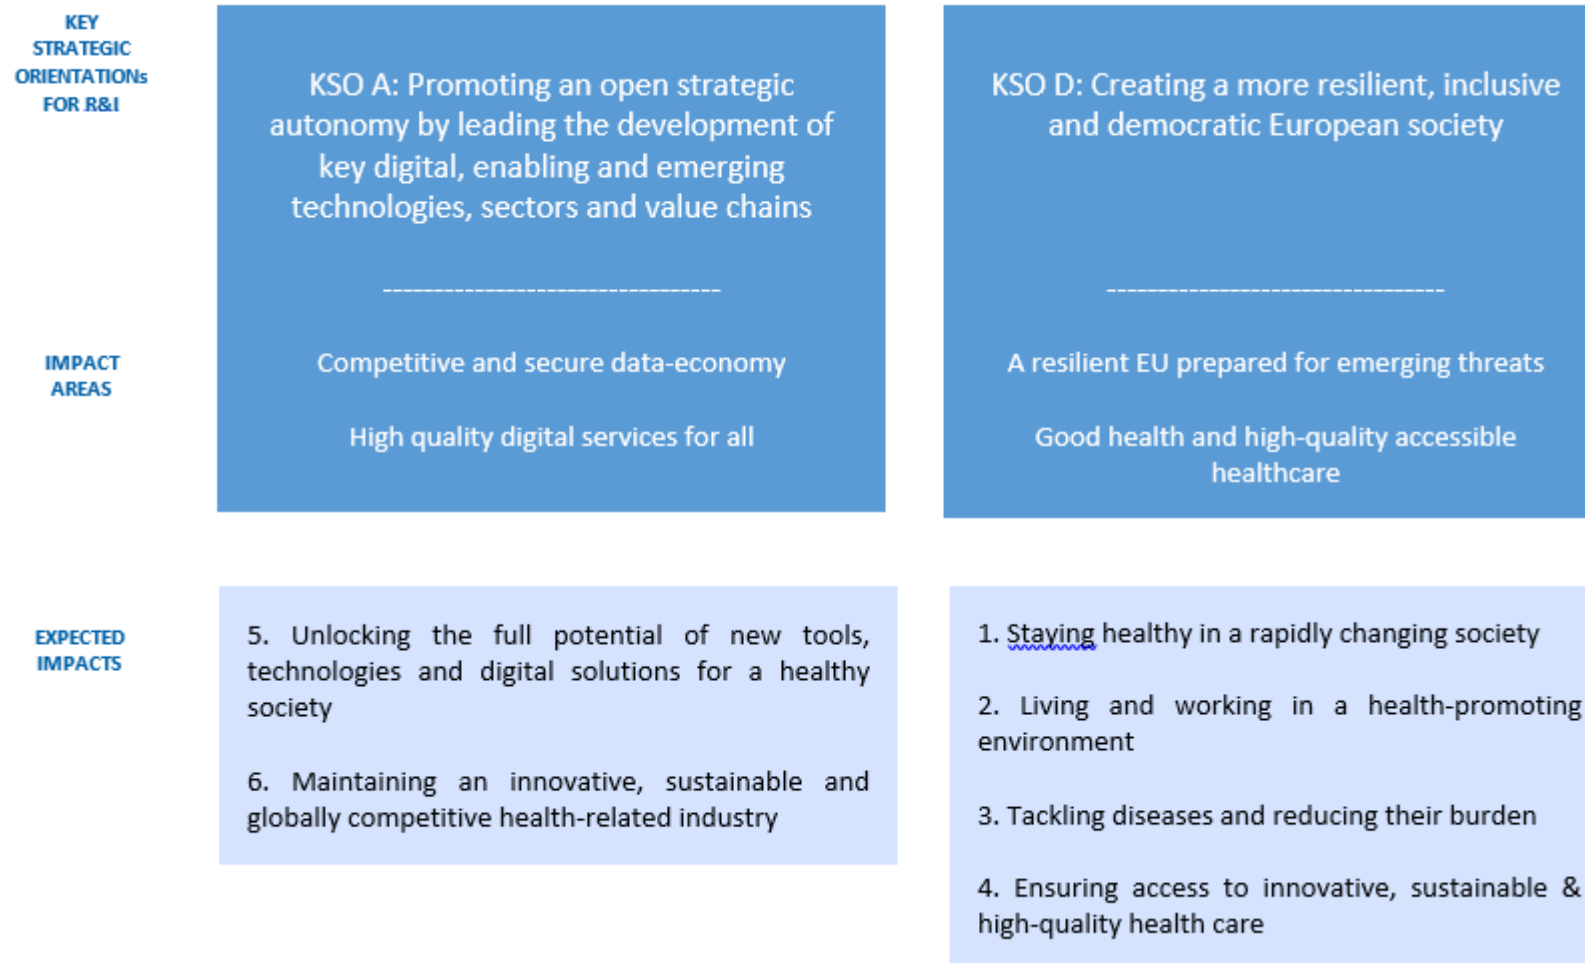 KEY
STRATEGIC
ORIENTATIONs
FOR R&I
KSO A: Promoting an open strategic
autonomy by leading the development of
key digital, enabling and emerging
technologies, sectors and value chains
----------------------------------
KSO D: Creating a more resilient, inclusive
and democratic European society
----------------------------------
IMPACT
AREAS
Competitive and secure data-economy
High quality digital services for all
A resilient EU prepared for emerging threats
Good health and high-quality accessible
healthcare
EXPECTED
IMPACTS
5. Unlocking the full potential of new tools,
technologies and digital solutions for a healthy
society
6. Maintaining an innovative, sustainable and
globally competitive health-related industry
1. Staying healthy in a rapidly changing society
2. Living and working in a health-promoting
environment
3. Tackling diseases and reducing their burden
4. Ensuring access to innovative, sustainable &
high-quality health care